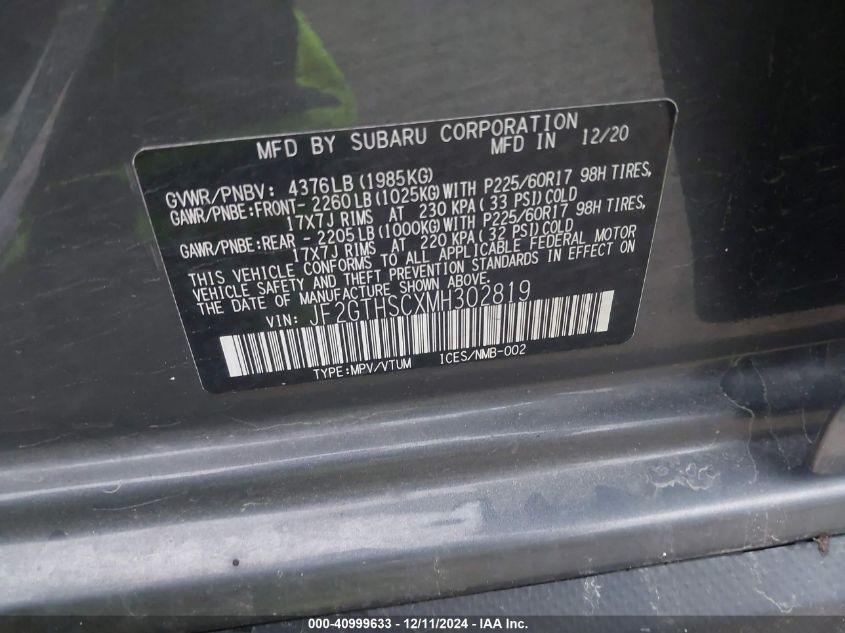 MFD BY SUBARU CORPORATION
MFD IN 12/20
GVWR/PNBV: 4376LB (1985KG)
GAWR/PNBE:FRONT- 2260LB (1025KG)WITH P225/60R17 98H TIRES,
17X7J RIMS AT 230 KPA( 33 PSI)COLD
GAWR/PNBE:REAR - 2205LB (1000KG)WITH P225/60R17 98H TIRES,
17X7J RIMS AT 220 KPA( 32 PSI)COLD
THIS VEHICLE CONFORMS TO ALL APPLICABLE FEDERAL MOTOR
VEHICLE SAFETY AND THEFT PREVENTION STANDARDS IN EFFECT ON
THE DATE OF MANUFACTURE SHOWN ABOVE.
VIN: JF2GTHSCXMH302819
TYPE:MPV/VTUM ICES/NMB-002
000-40999633 - 12/11/2024 - IAA Inc.